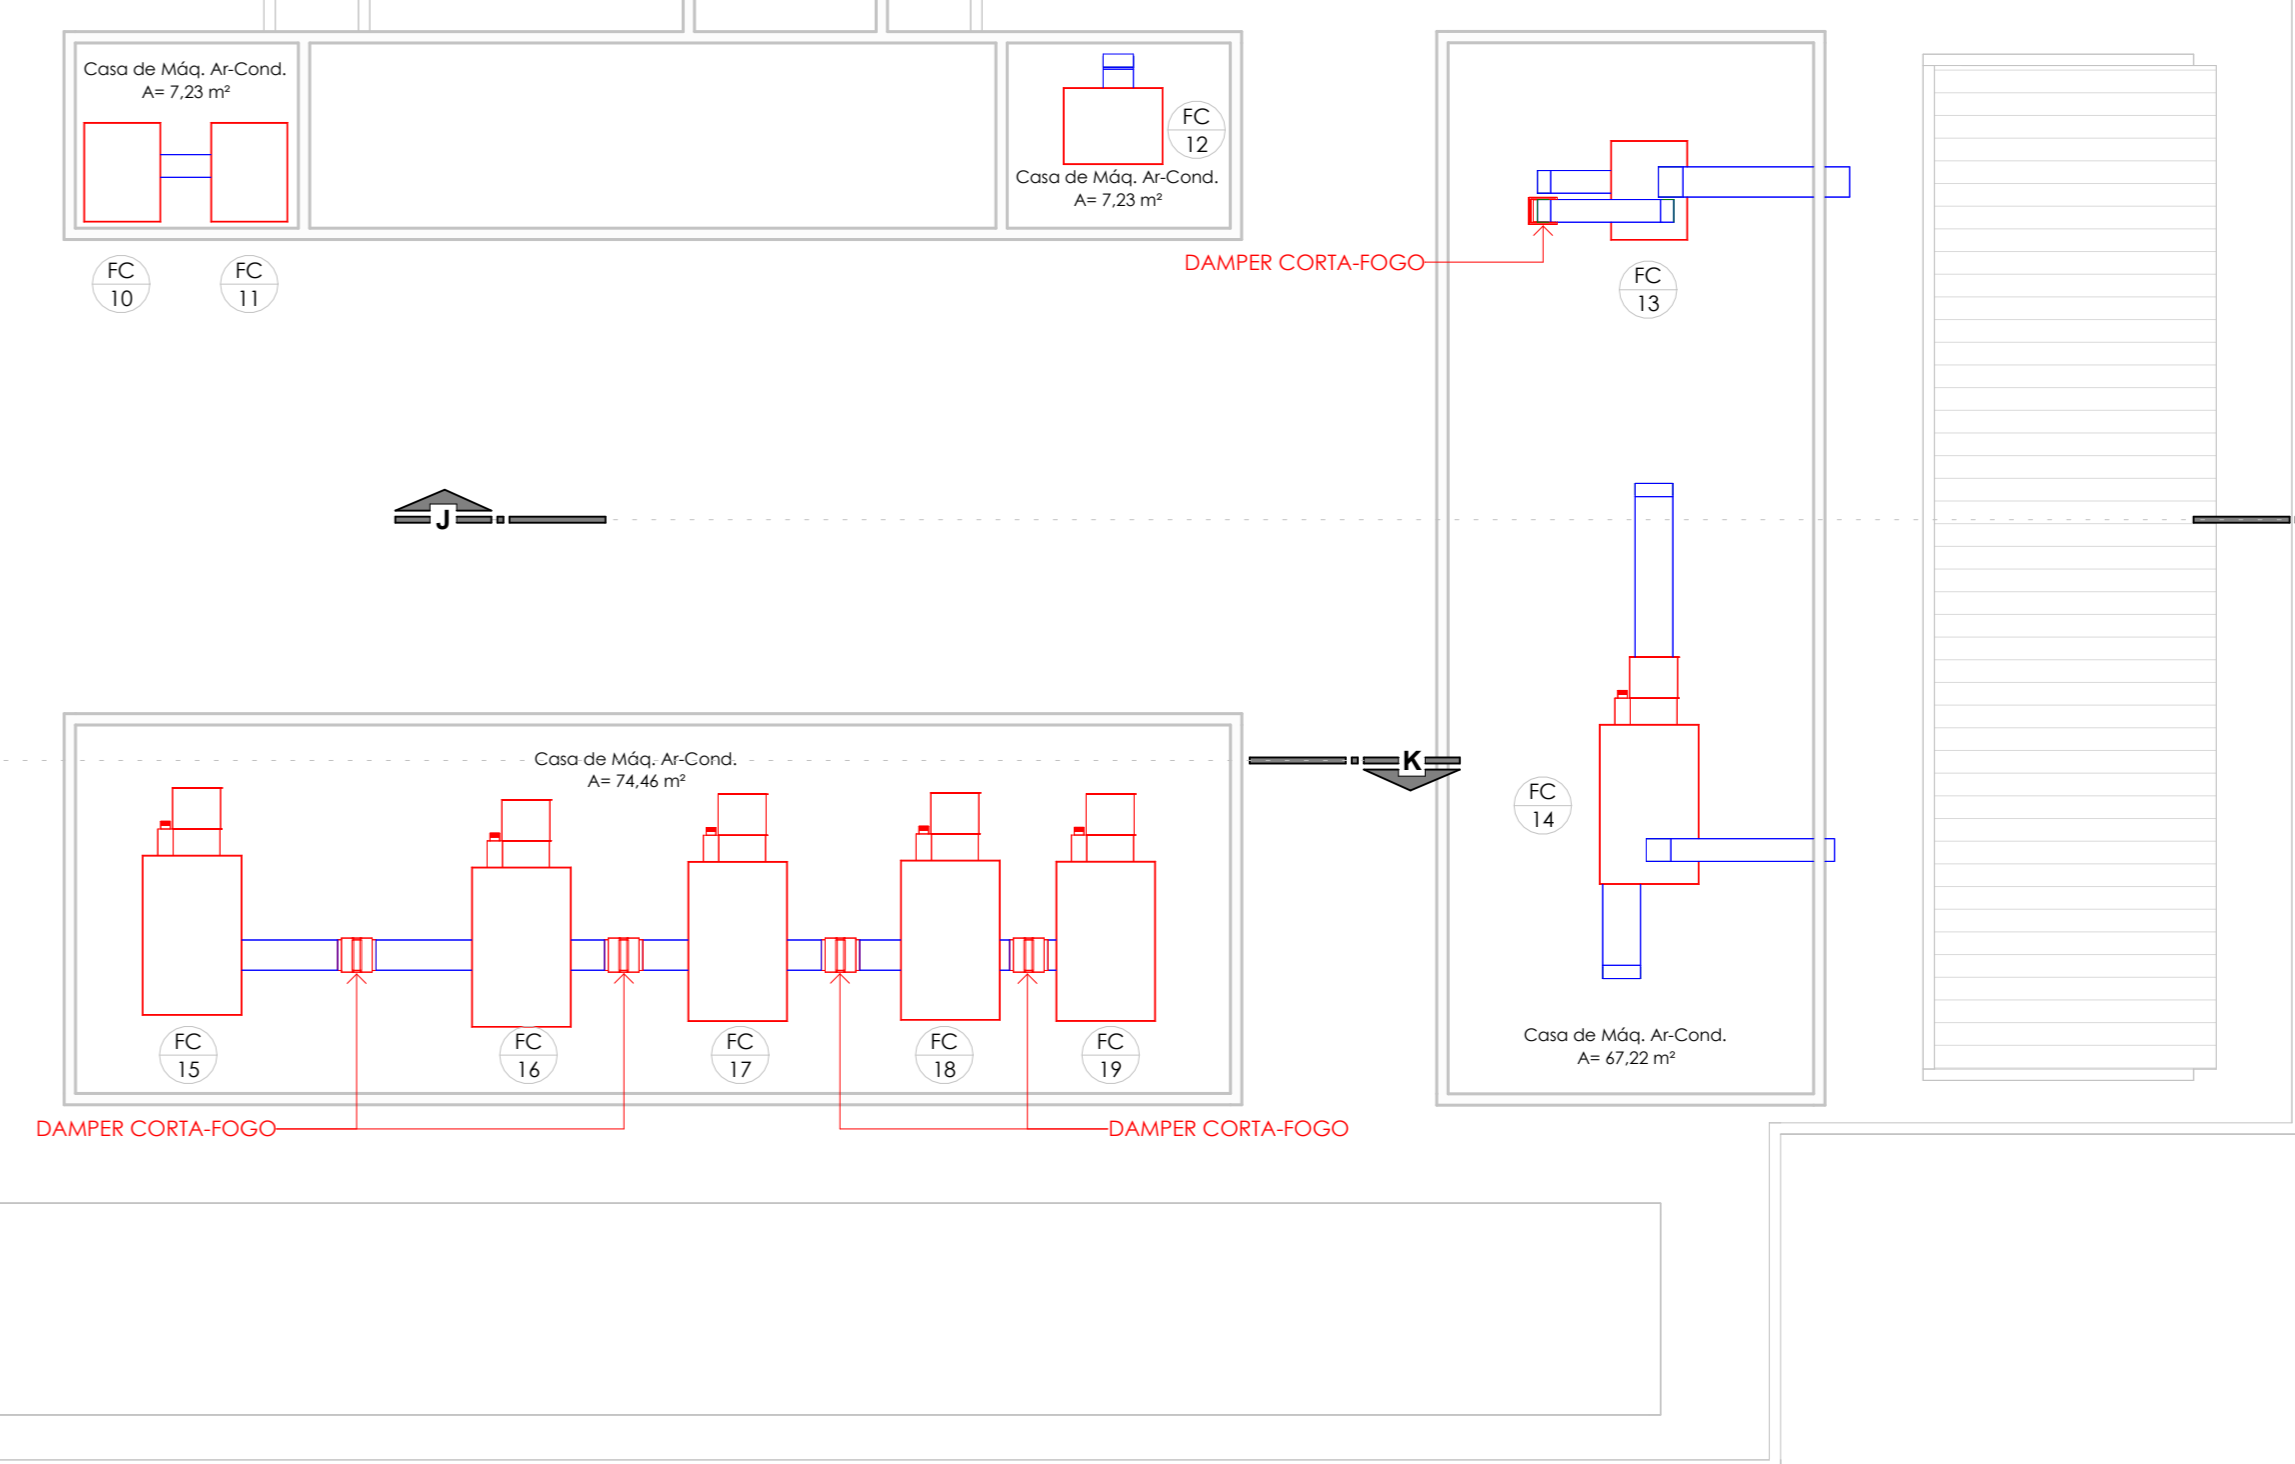 Casa de Máq. Ar-Cond.
A= 7,23 m²
FC
10
FC
11
FC
12
Casa de Máq. Ar-Cond.
A= 7,23 m²
DAMPER CORTA-FOGO
FC
13
J
K
Casa de Máq. Ar-Cond.
A= 74,46 m²
FC
14
FC
15
FC
16
FC
17
FC
18
FC
19
Casa de Máq. Ar-Cond.
A= 67,22 m²
DAMPER CORTA-FOGO
DAMPER CORTA-FOGO